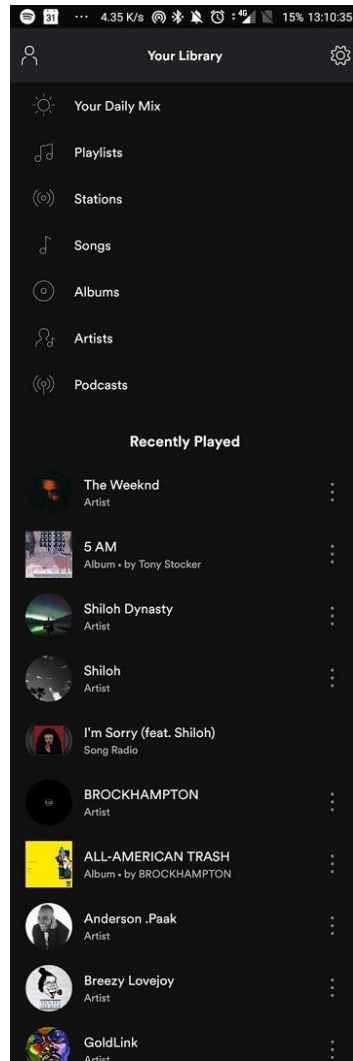 31 ... 4.35 K/s 4G 15% 13:10:35
Your Library
Your Daily Mix
Playlists
Stations
Songs
Albums
Artists
Podcasts
Recently Played
The Weeknd
Artist
5 AM
Album • by Tony Stocker
Shiloh Dynasty
Artist
Shiloh
Artist
I'm Sorry (feat. Shiloh)
Song Radio
BROCKHAMPTON
Artist
ALL-AMERICAN TRASH
Album • by BROCKHAMPTON
Anderson .Paak
Artist
Breezy Lovejoy
Artist
GoldLink
Artist